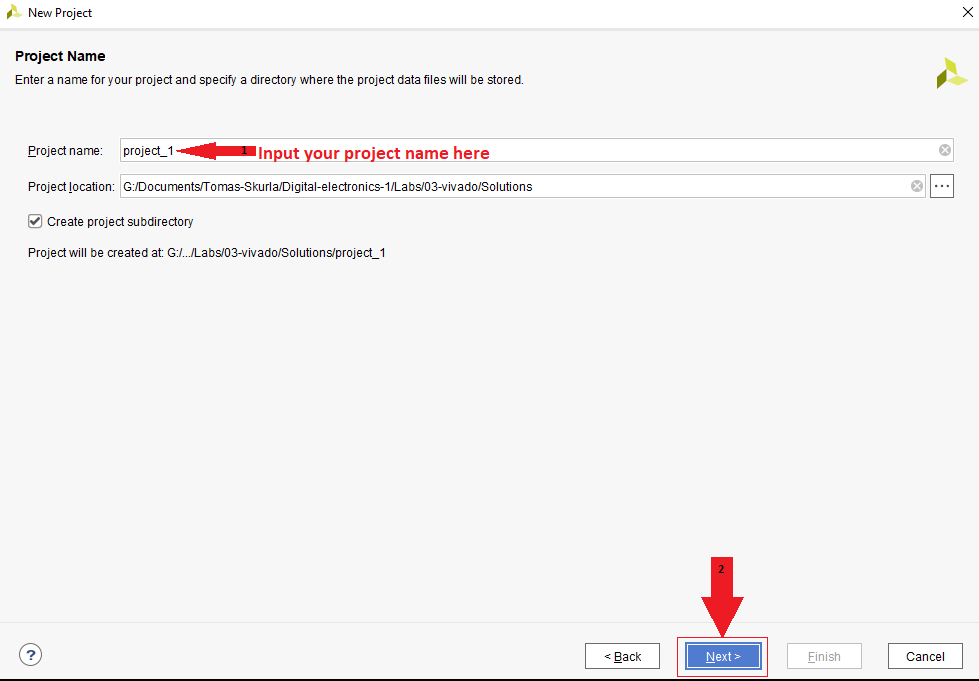 New Project
Project Name
Enter a name for your project and specify a directory where the project data files will be stored.
Project name: project_1 1 Input your project name here
Project location: G:/Documents/Tomas-Skurla/Digital-electronics-1/Labs/03-vivado/Solutions ...
Create project subdirectory
Project will be created at: G:/.../Labs/03-vivado/Solutions/project_1
2
? < Back Next > Finish Cancel